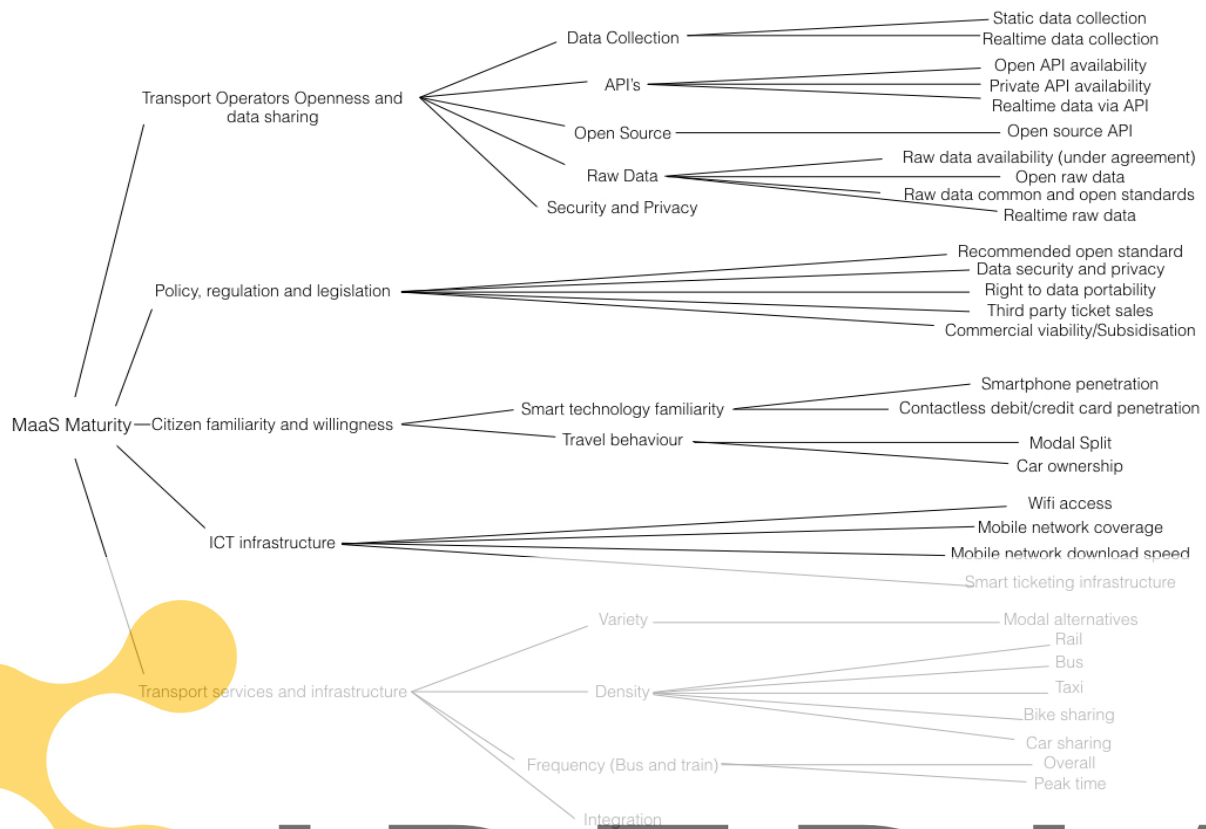 Static data collection
Data Collection
Realtime data collection
Open API availability
API's
Private API availability
Transport Operators Openness and
data sharing
Realtime data via API
Open Source
Open source API
Raw data availability (under agreement)
Raw Data
Open raw data
Raw data common and open standards
Security and Privacy
Realtime raw data
Recommended open standard
Data security and privacy
Policy, regulation and legislation
Right to data portability
Third party ticket sales
Commercial viability/Subsidisation
Smartphone penetration
Smart technology familiarity
Contactless debit/credit card penetration
MaaS Maturity
Citizen familiarity and willingness
Travel behaviour
Modal Split
Car ownership
Wifi access
Mobile network coverage
ICT infrastructure
Mobile network download speed
Smart ticketing infrastructure
Variety
Modal alternatives
Rail
Bus
Transport services and infrastructure
Density
Taxi
Bike sharing
Car sharing
Frequency (Bus and train)
Overall
Peak time
Integration